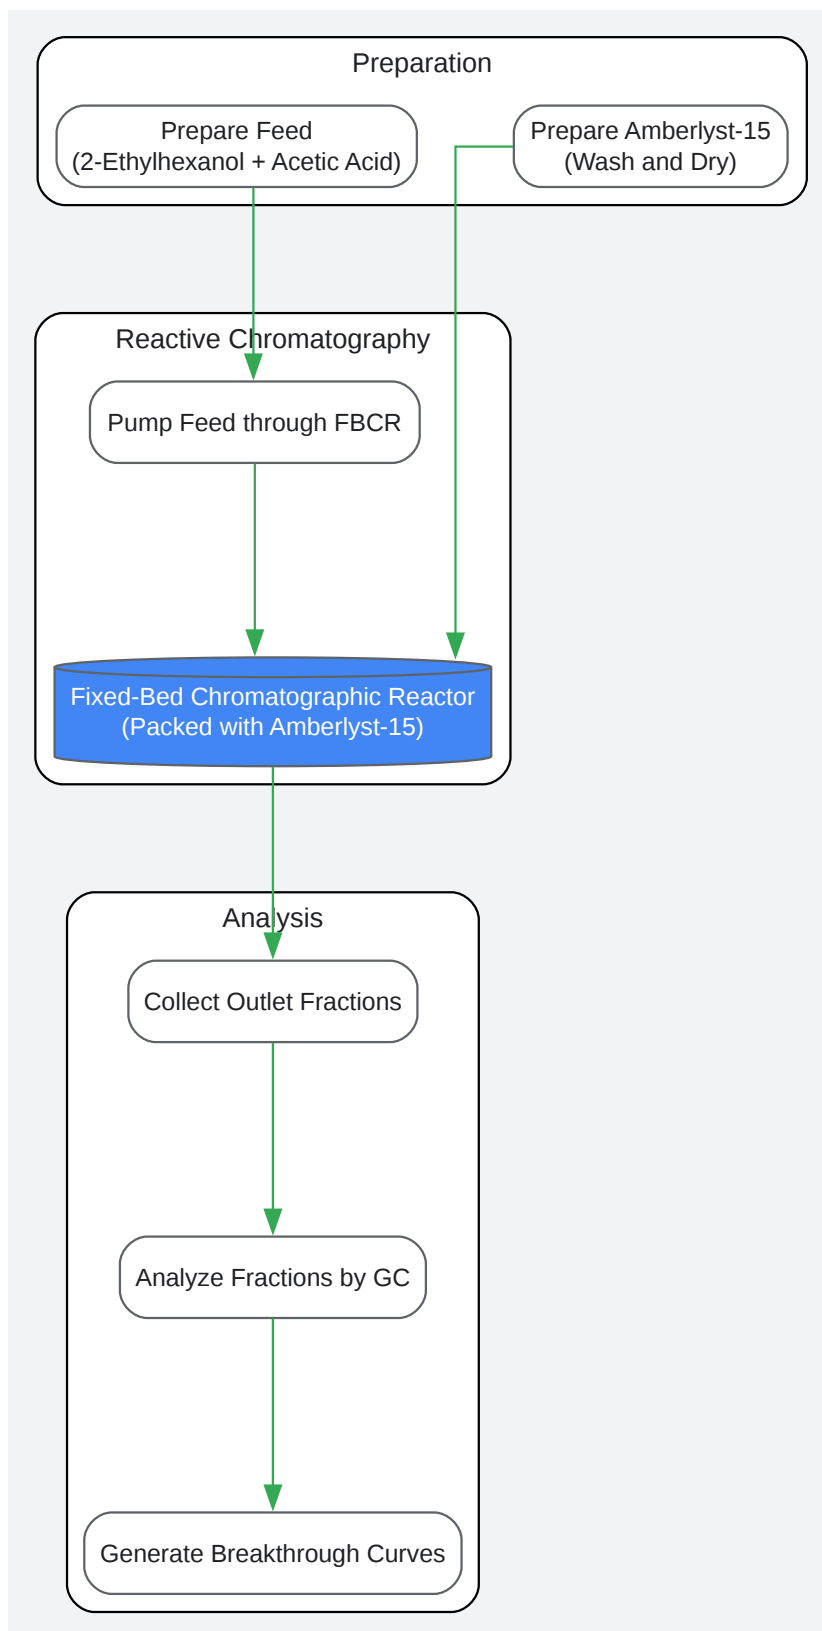 Preparation
Prepare Feed
(2-Ethylhexanol + Acetic Acid)
Prepare Amberlyst-15
(Wash and Dry)
Reactive Chromatography
Pump Feed through FBCR
Fixed-Bed Chromatographic Reactor
(Packed with Amberlyst-15)
Analysis
Collect Outlet Fractions
Analyze Fractions by GC
Generate Breakthrough Curves